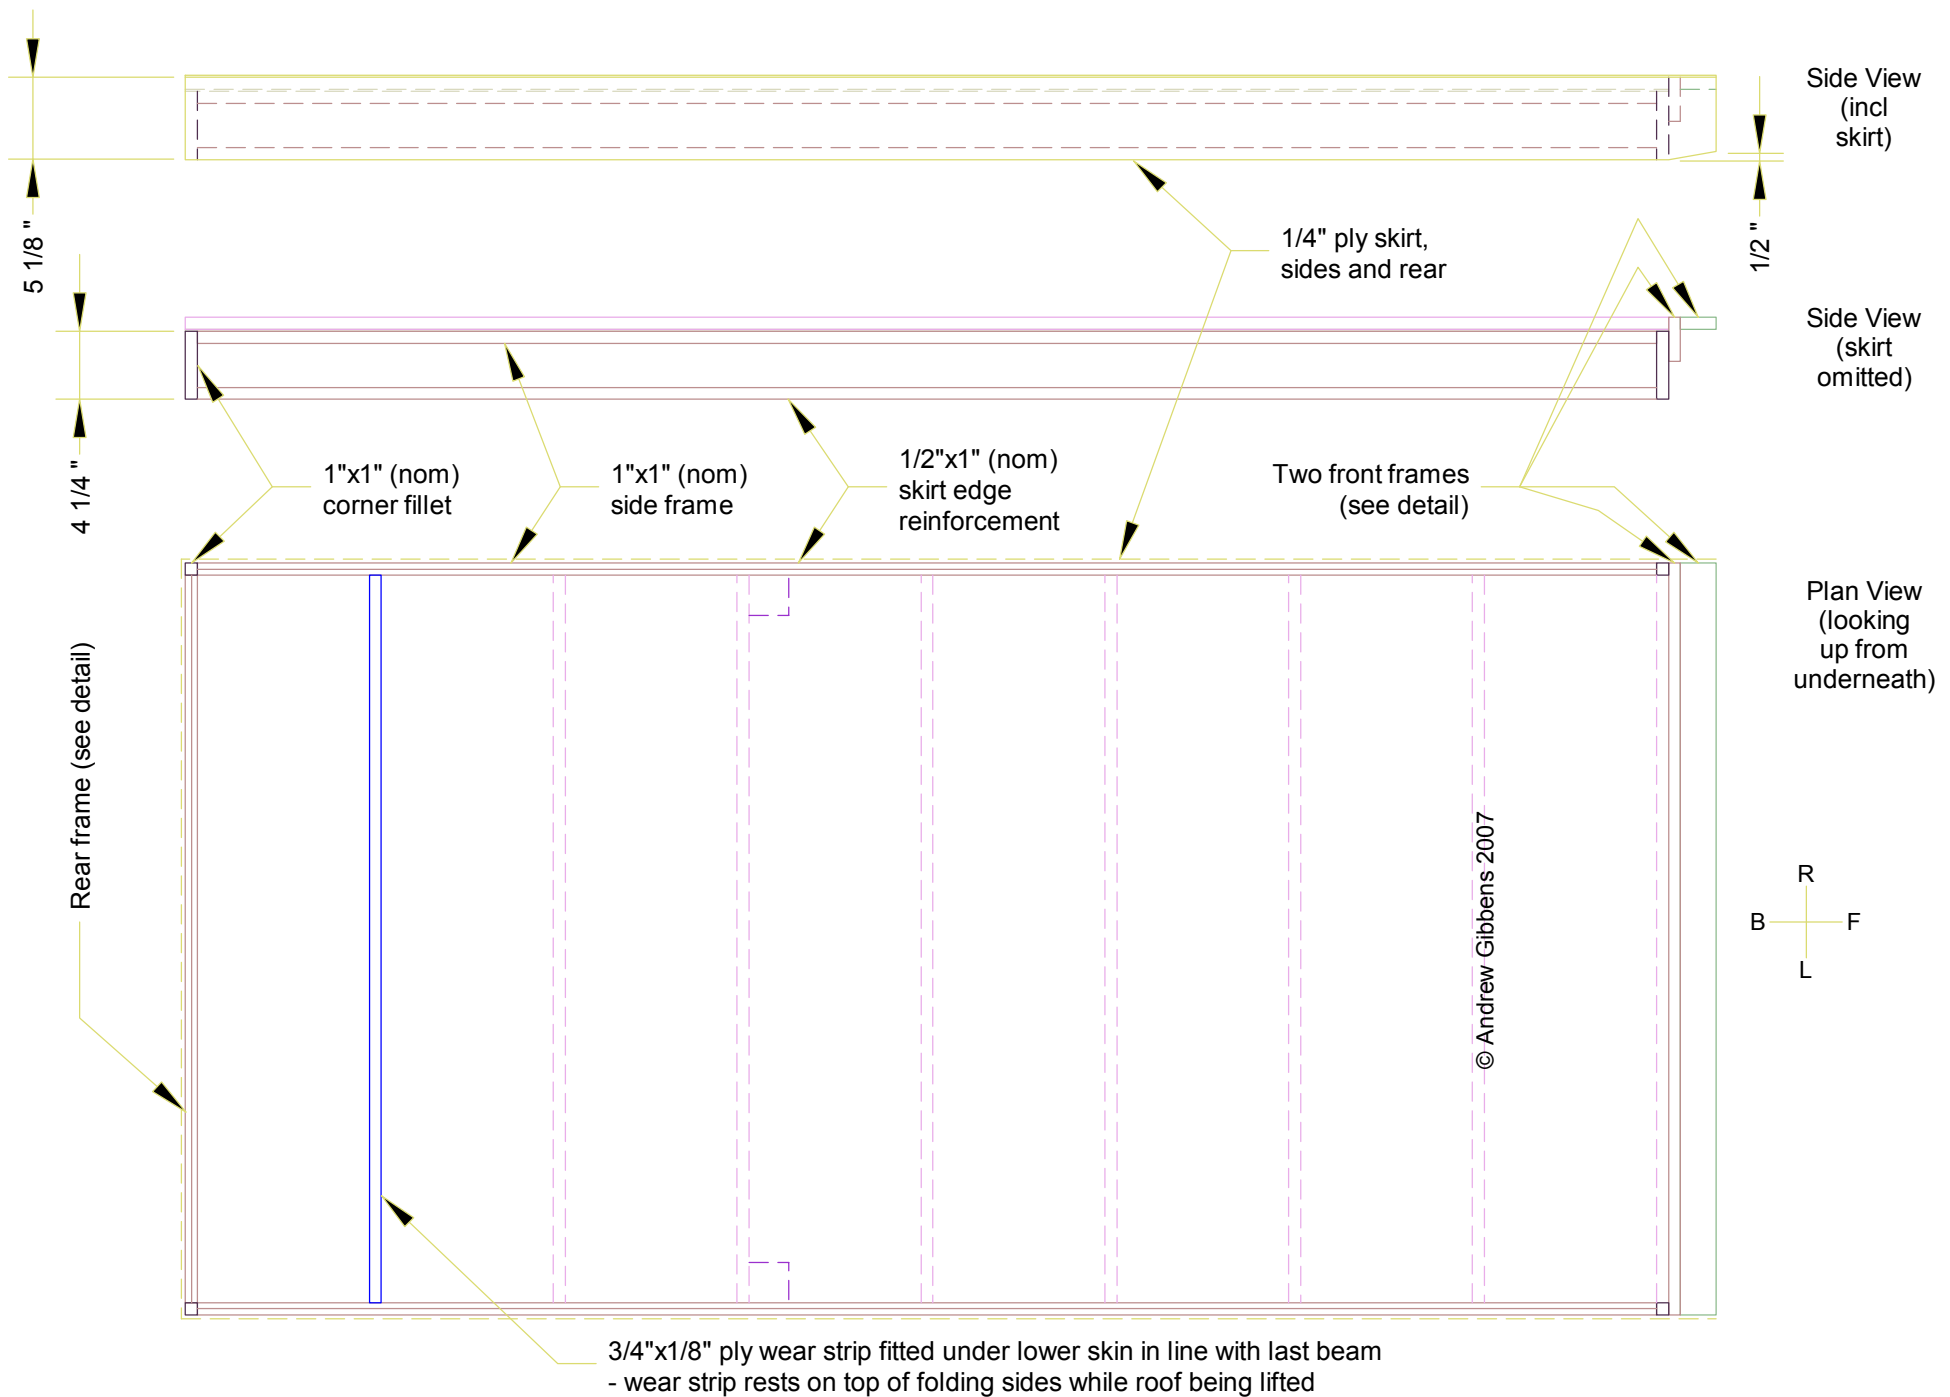 Side View
(incl
skirt)
5 1/8 "
1/2 "
1/4" ply skirt,
sides and rear
Side View
(skirt
omitted)
4 1/4 "
1"x1" (nom)
corner fillet
1"x1" (nom)
side frame
1/2"x1" (nom)
skirt edge
reinforcement
Two front frames
(see detail)
Plan View
(looking
up from
underneath)
Rear frame (see detail)
© Andrew Gibbens 2007
R
B
F
L
3/4"x1/8" ply wear strip fitted under lower skin in line with last beam
- wear strip rests on top of folding sides while roof being lifted